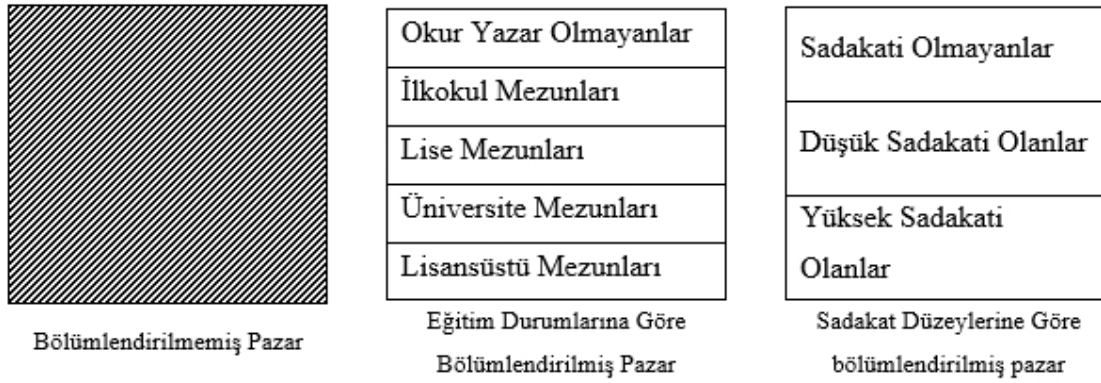 Bölümlendirilmemiş Pazar
Okur Yazar Olmayanlar
İlkokul Mezunları
Lise Mezunları
Üniversite Mezunları
Lisansüstü Mezunları
Eğitim Durumlarına Göre
Bölümlendirilmiş Pazar
Sadakati Olmayanlar
Düşük Sadakati Olanlar
Yüksek Sadakati
Olanlar
Sadakat Düzeylerine Göre
bölümlendirilmiş pazar